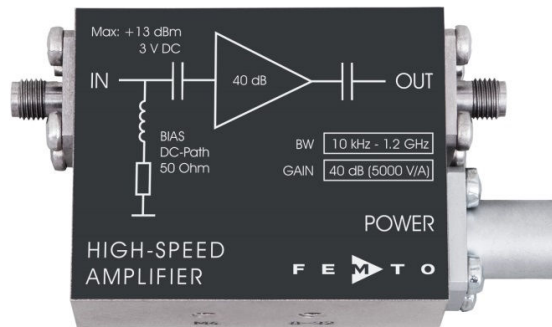 Max: +13 dBm
3 V DC
IN
40 dB
OUT
BIAS
DC-Path
50 Ohm
BW 10 kHz - 1.2 GHz
GAIN 40 dB (5000 V/A)
POWER
HIGH-SPEED
AMPLIFIER
FEMTO